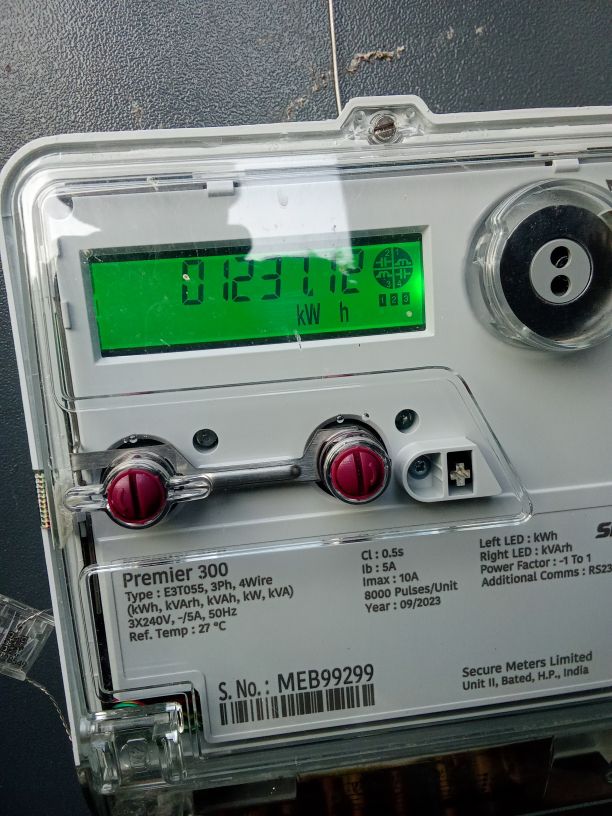 01237.12
kW h
1 2 3
Premier 300
Type : E3T055, 3Ph, 4Wire
(kWh, kVArh, kVAh, kW, kVA)
3X240V, -/5A, 50Hz
Ref. Temp : 27 °C
Cl : 0.5s
Ib : 5A
Imax : 10A
8000 Pulses/Unit
Year : 09/2023
Left LED : kWh
Right LED : kVArh
Power Factor : -1 To 1
Additional Comms : RS23
S. No.: MEB99299
Secure Meters Limited
Unit II, Bated, H.P., India